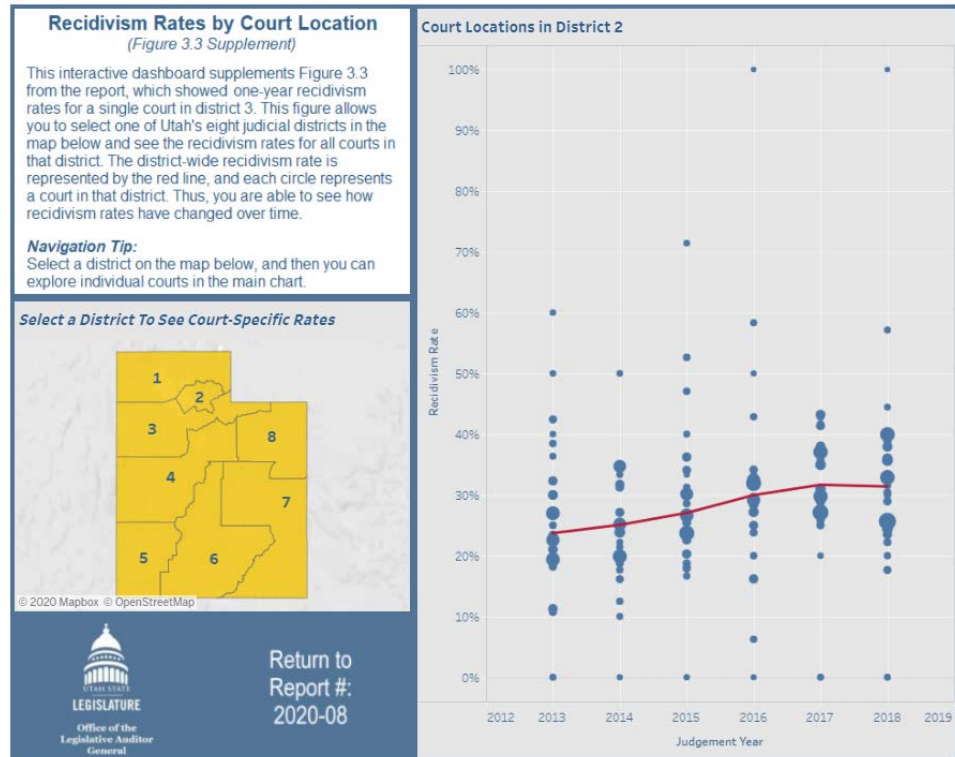 Recidivism Rates by Court Location
(Figure 3.3 Supplement)
This interactive dashboard supplements Figure 3.3
from the report, which showed one-year recidivism
rates for a single court in district 3. This figure allows
you to select one of Utah's eight judicial districts in the
map below and see the recidivism rates for all courts in
that district. The district-wide recidivism rate is
represented by the red line, and each circle represents
a court in that district. Thus, you are able to see how
recidivism rates have changed over time.
Navigation Tip:
Select a district on the map below, and then you can
explore individual courts in the main chart.
Select a District To See Court-Specific Rates
1
2
3
8
4
7
5
6
© 2020 Mapbox © OpenStreetMap
UTAH STATE
LEGISLATURE
Office of the
Legislative Auditor
General
Return to
Report #:
2020-08
Court Locations in District 2
100%
90%
80%
70%
60%
50%
40%
30%
20%
10%
0%
Recidivism Rate
2012 2013 2014 2015 2016 2017 2018 2019
Judgement Year